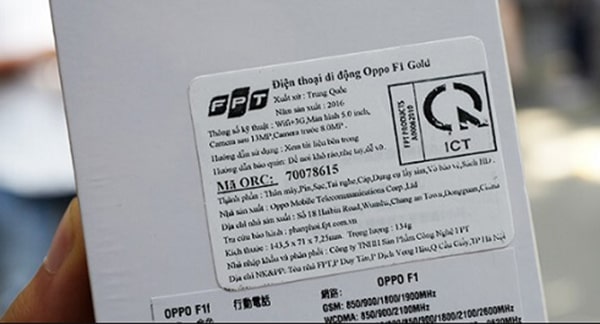 FPT
Điện thoại di động Oppo F1 Gold
Xuất xứ : Trung Quốc
Năm sản xuất : 2016
Thông số kỹ thuật : Wifi+3G,Màn hình 5.0 inch,
Camera sau 13MP,Camera trước 8.0MP.
Hướng dẫn sử dụng : Xem tài liệu bên trong
Hướng dẫn bảo quản: Để nơi khô ráo, nhẹ tay, dễ vỡ.
Mã ORC: 70078615
Thành phần : Thân máy,Pin,Sạc,Tai nghe,Cáp,Dụng cụ lấy sim,Vỏ bảo vệ,Sách HD.
Nhà sản xuất : Oppo Mobile Telecommunications Corp.,Ltd
Địa chỉ nhà sản xuất : Số 18 Haibin Road, Wusha, Chang an Town, Dongguan,
Tra cứu bảo hành : phanphoi.fpt.com.vn
Kích thước : 143,5 x 71 x 7,25mm Trọng lượng : 134g
Nhà nhập khẩu và phân phối : Công ty TNHH Sản Phẩm Công Nghệ FPT
Địa chỉ NK&PP: Tòa nhà FPT, P Duy Tân, P Dịch Vọng Hậu, Q Cầu Giấy, TP Hà Nội
FPT PRODUCTS
ICT
OPPO F1f 行動電話
網路: OPPO F1
GSM: 850/900/1800/1900MHz
WCDMA: 850/900/2100MHz